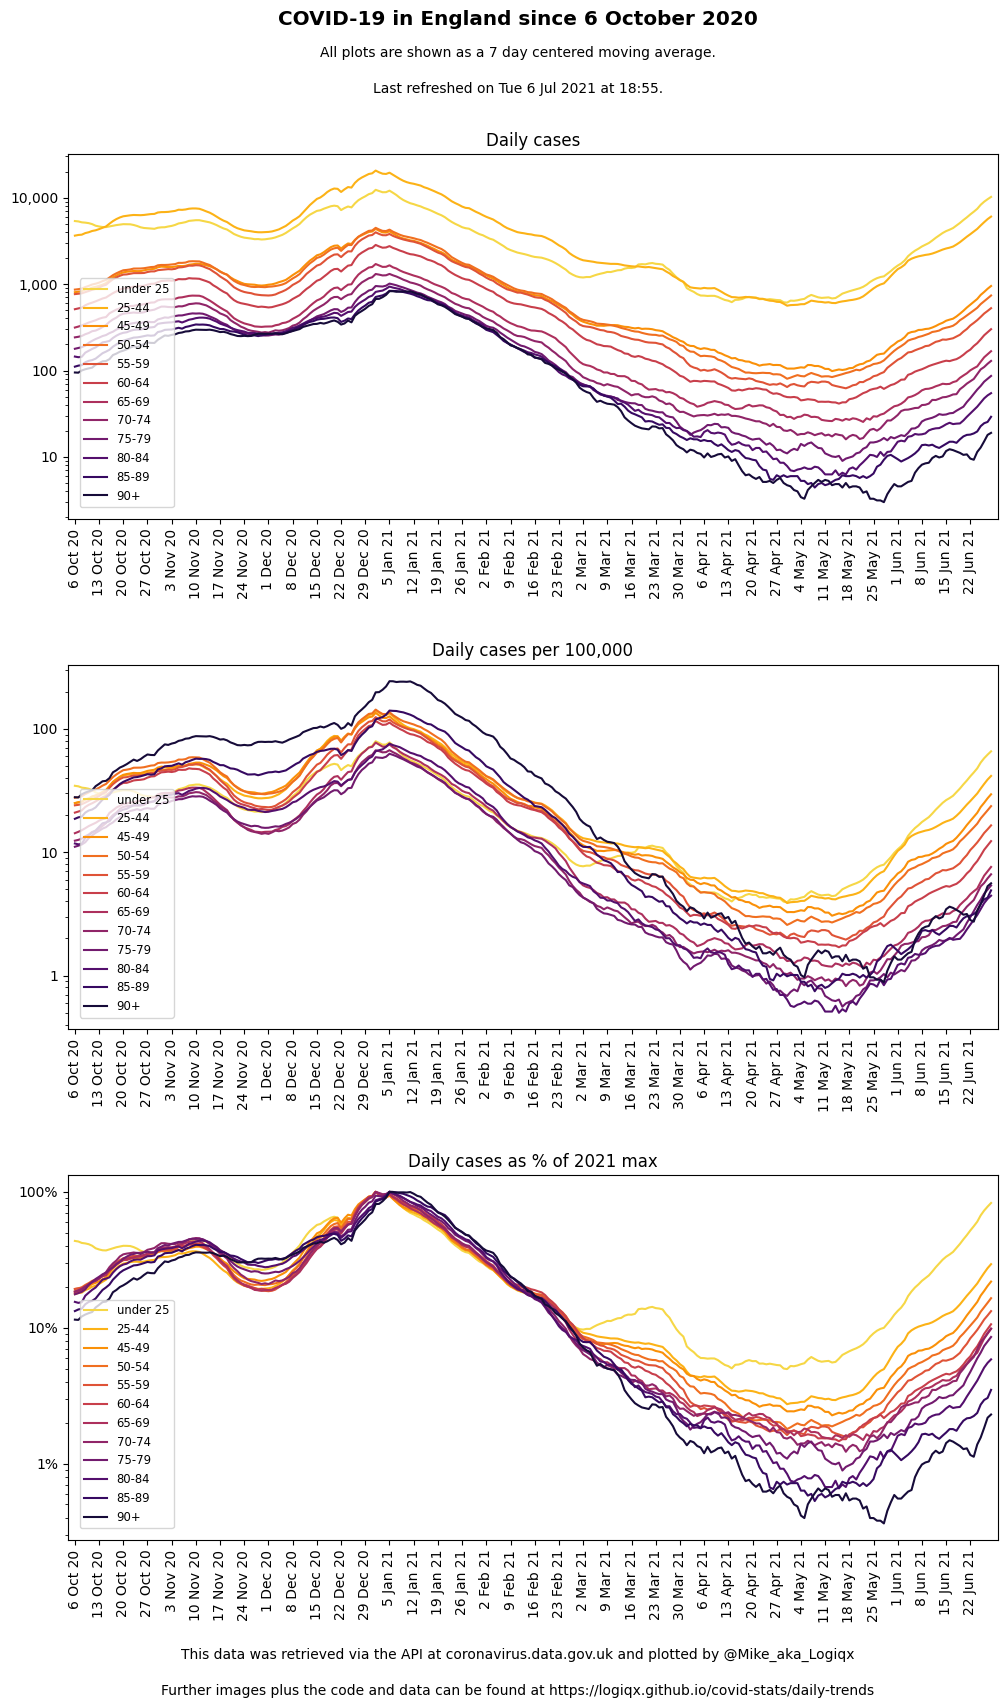 COVID-19 in England since 6 October 2020
All plots are shown as a 7 day centered moving average.
Last refreshed on Tue 6 Jul 2021 at 18:55.
Daily cases
10,000
1,000
100
10
under 25
25-44
45-49
50-54
55-59
60-64
65-69
70-74
75-79
80-84
85-89
90+
6 Oct 20
13 Oct 20
20 Oct 20
27 Oct 20
3 Nov 20
10 Nov 20
17 Nov 20
24 Nov 20
1 Dec 20
8 Dec 20
15 Dec 20
22 Dec 20
29 Dec 20
5 Jan 21
12 Jan 21
19 Jan 21
26 Jan 21
2 Feb 21
9 Feb 21
16 Feb 21
23 Feb 21
2 Mar 21
9 Mar 21
16 Mar 21
23 Mar 21
30 Mar 21
6 Apr 21
13 Apr 21
20 Apr 21
27 Apr 21
4 May 21
11 May 21
18 May 21
25 May 21
1 Jun 21
8 Jun 21
15 Jun 21
22 Jun 21
Daily cases per 100,000
100
10
1
under 25
25-44
45-49
50-54
55-59
60-64
65-69
70-74
75-79
80-84
85-89
90+
6 Oct 20
13 Oct 20
20 Oct 20
27 Oct 20
3 Nov 20
10 Nov 20
17 Nov 20
24 Nov 20
1 Dec 20
8 Dec 20
15 Dec 20
22 Dec 20
29 Dec 20
5 Jan 21
12 Jan 21
19 Jan 21
26 Jan 21
2 Feb 21
9 Feb 21
16 Feb 21
23 Feb 21
2 Mar 21
9 Mar 21
16 Mar 21
23 Mar 21
30 Mar 21
6 Apr 21
13 Apr 21
20 Apr 21
27 Apr 21
4 May 21
11 May 21
18 May 21
25 May 21
1 Jun 21
8 Jun 21
15 Jun 21
22 Jun 21
Daily cases as % of 2021 max
100%
10%
1%
under 25
25-44
45-49
50-54
55-59
60-64
65-69
70-74
75-79
80-84
85-89
90+
6 Oct 20
13 Oct 20
20 Oct 20
27 Oct 20
3 Nov 20
10 Nov 20
17 Nov 20
24 Nov 20
1 Dec 20
8 Dec 20
15 Dec 20
22 Dec 20
29 Dec 20
5 Jan 21
12 Jan 21
19 Jan 21
26 Jan 21
2 Feb 21
9 Feb 21
16 Feb 21
23 Feb 21
2 Mar 21
9 Mar 21
16 Mar 21
23 Mar 21
30 Mar 21
6 Apr 21
13 Apr 21
20 Apr 21
27 Apr 21
4 May 21
11 May 21
18 May 21
25 May 21
1 Jun 21
8 Jun 21
15 Jun 21
22 Jun 21
This data was retrieved via the API at coronavirus.data.gov.uk and plotted by @Mike_aka_Logiqx
Further images plus the code and data can be found at https://logiqx.github.io/covid-stats/daily-trends